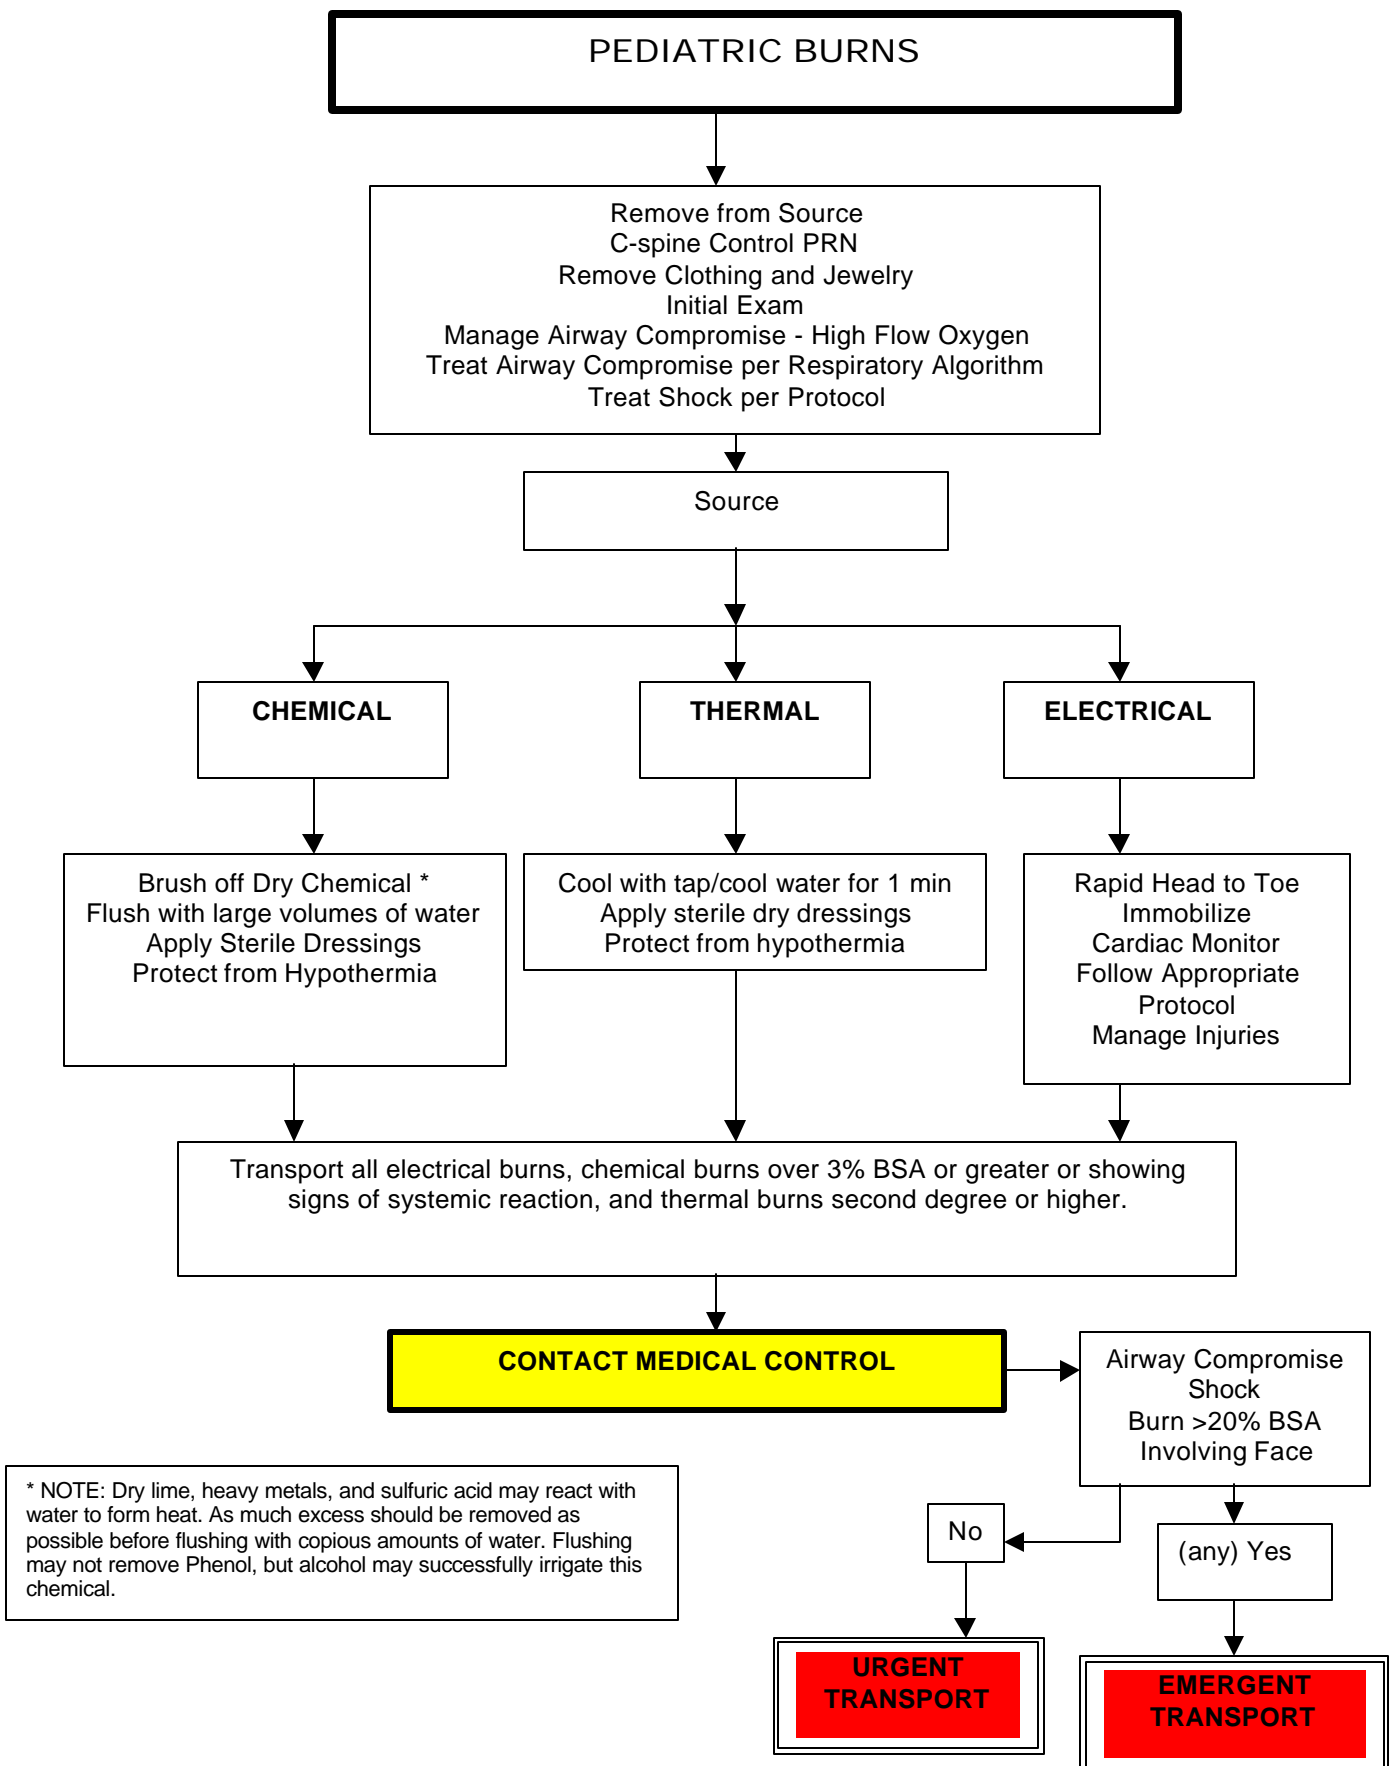 PEDIATRIC BURNS
Remove from Source
C-spine Control PRN
Remove Clothing and Jewelry
Initial Exam
Manage Airway Compromise - High Flow Oxygen
Treat Airway Compromise per Respiratory Algorithm
Treat Shock per Protocol
Source
CHEMICAL
THERMAL
ELECTRICAL
Brush off Dry Chemical *
Flush with large volumes of water
Apply Sterile Dressings
Protect from Hypothermia
Cool with tap/cool water for 1 min
Apply sterile dry dressings
Protect from hypothermia
Rapid Head to Toe
Immobilize
Cardiac Monitor
Follow Appropriate
Protocol
Manage Injuries
Transport all electrical burns, chemical burns over 3% BSA or greater or showing
signs of systemic reaction, and thermal burns second degree or higher.
CONTACT MEDICAL CONTROL
Airway Compromise
Shock
Burn >20% BSA
Involving Face
* NOTE: Dry lime, heavy metals, and sulfuric acid may react with
water to form heat. As much excess should be removed as
possible before flushing with copious amounts of water. Flushing
may not remove Phenol, but alcohol may successfully irrigate this
chemical.
No
(any) Yes
URGENT
TRANSPORT
EMERGENT
TRANSPORT